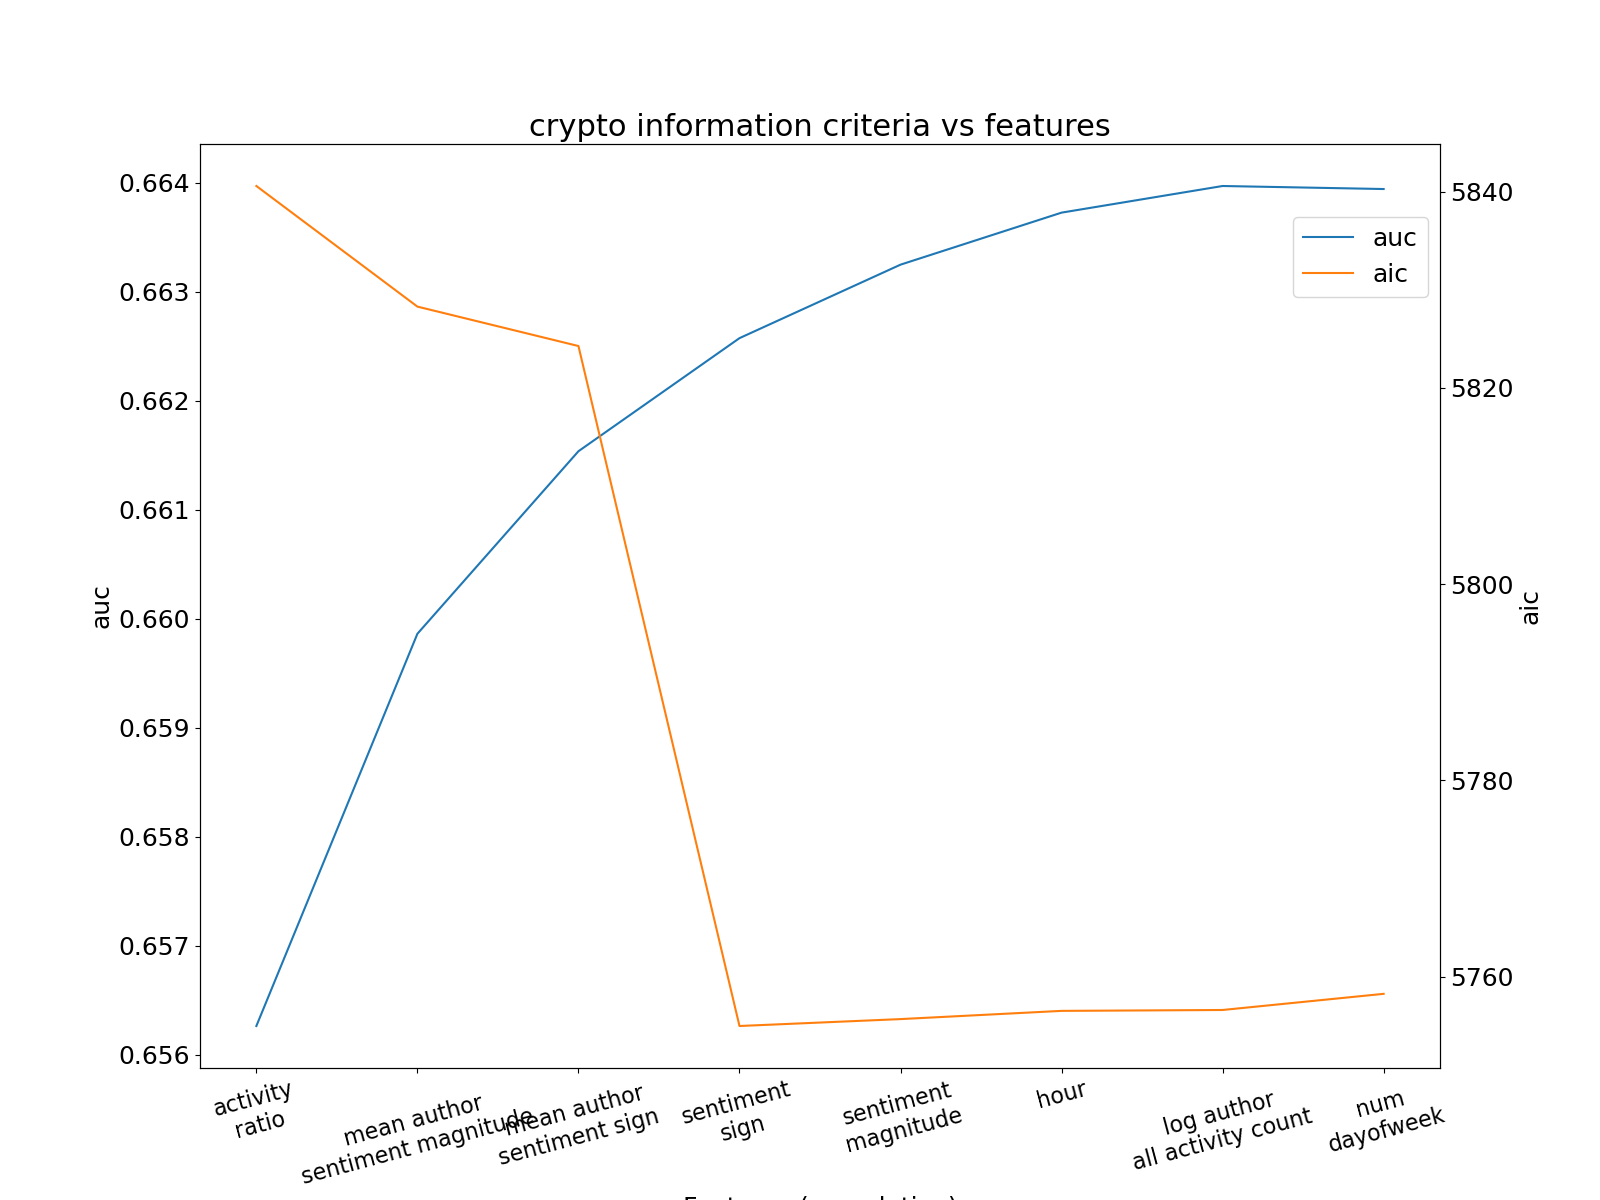 crypto information criteria vs features
0.664
0.663
0.662
0.661
0.660
0.659
0.658
0.657
0.656
auc
5840
5820
5800
5780
5760
aic
auc
aic
activity
ratio
mean author
sentiment magnitude
mean author
sentiment sign
sentiment
sign
sentiment
magnitude
hour
log author
all activity count
num
dayofweek